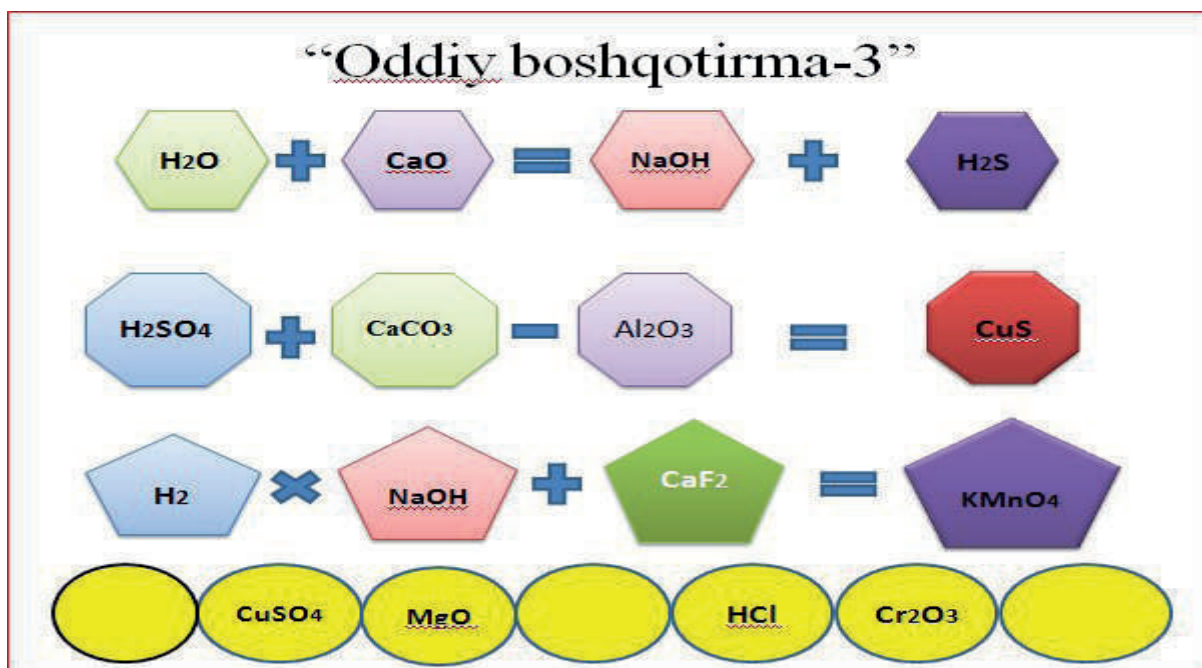 “Oddiy boshqotirma-3”
H2O + CaO = NaOH + H2S
H2SO4 + CaCO3 - Al2O3 = CuS
H2 × NaOH + CaF2 = KMnO4
CuSO4 MgO HCl Cr2O3